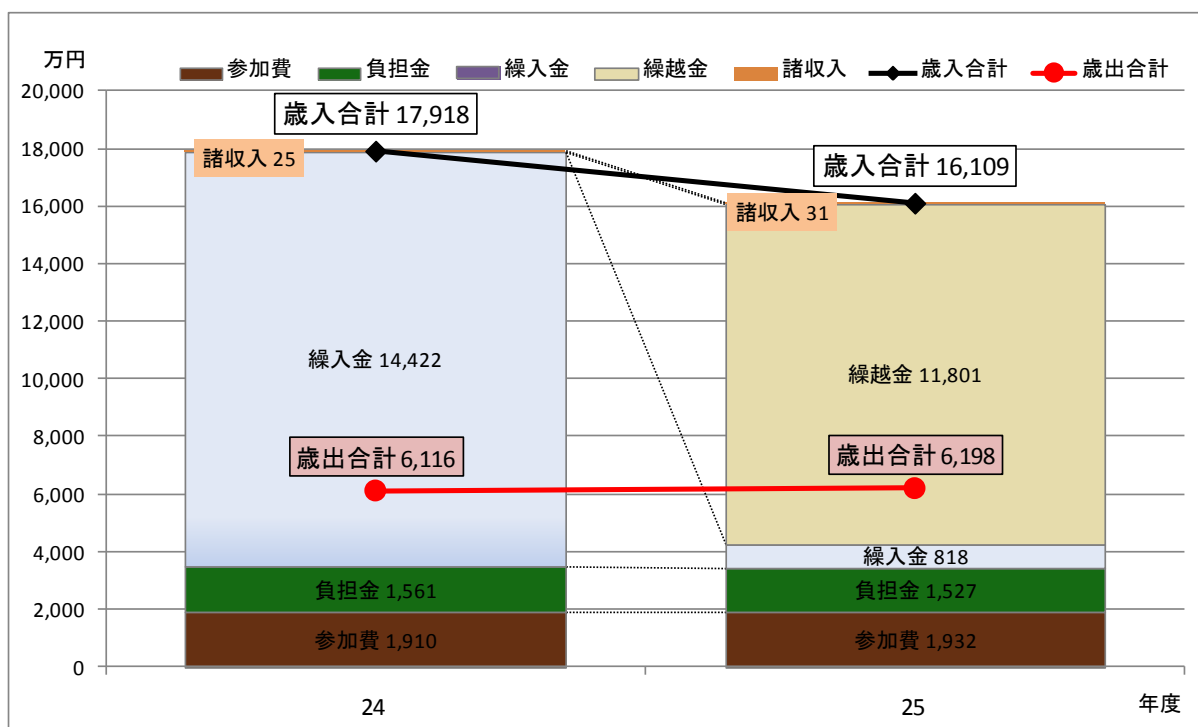 万円
参加費 負担金 繰入金 繰越金 諸収入 歳入合計 歳出合計
20,000
18,000
16,000
14,000
12,000
10,000
8,000
6,000
4,000
2,000
0
歳入合計 17,918
諸収入 25
繰入金 14,422
歳出合計 6,116
負担金 1,561
参加費 1,910
歳入合計 16,109
諸収入 31
繰越金 11,801
歳出合計 6,198
繰入金 818
負担金 1,527
参加費 1,932
24
25
年度